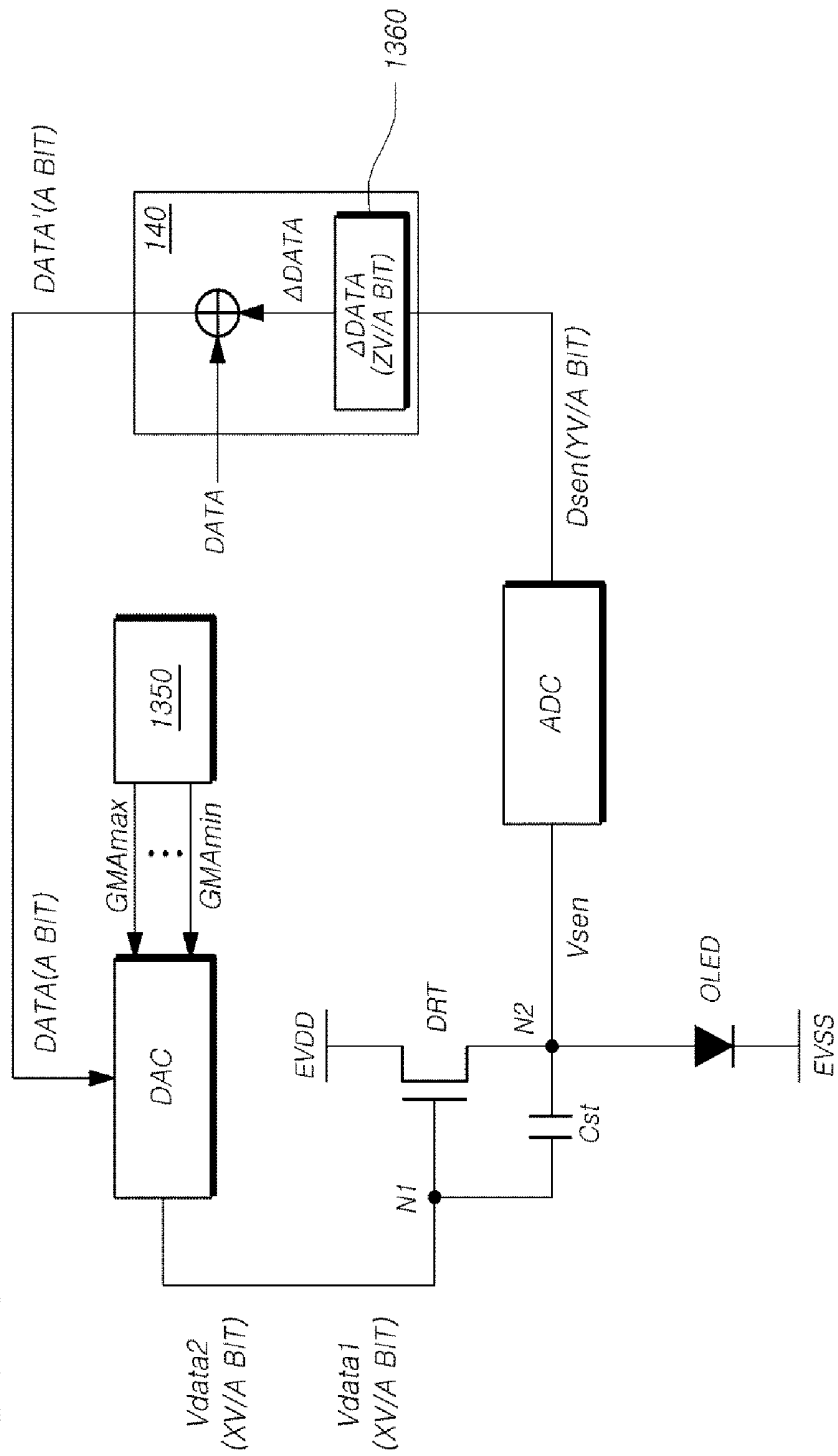 Vdata2
(XV/A BIT)
Vdata1
(XV/A BIT)
DATA(A BIT)
DAC
GMAmax
GMAmin
1350
DATA
DATA'(A BIT)
140
ΔDATA
ΔDATA
(ZV/A BIT)
1360
EVDD
DRT
N1
N2
Cst
Vsen
ADC
Dsen(YV/A BIT)
OLED
EVSS